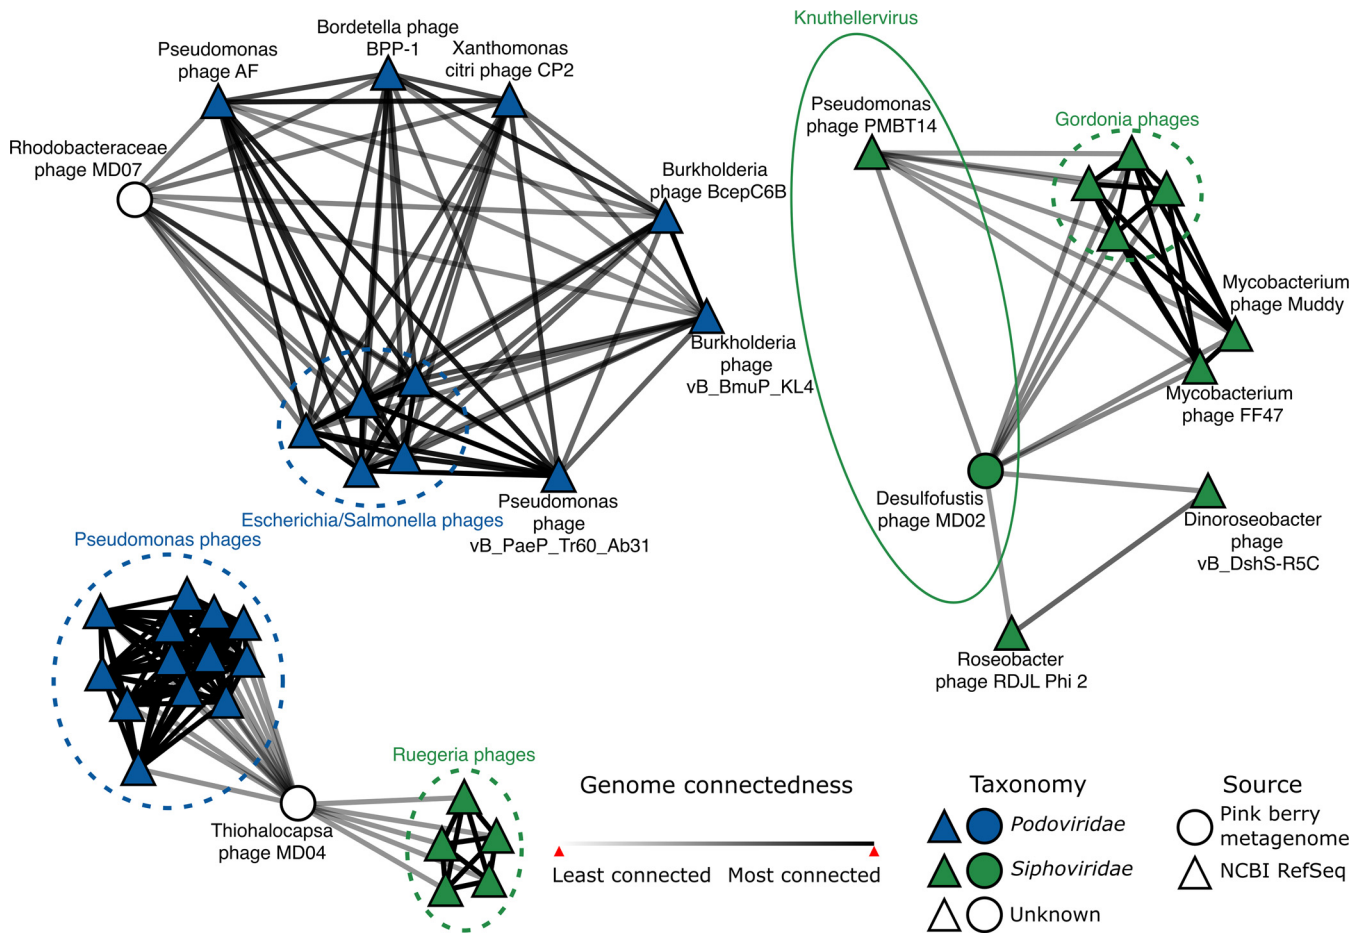 Knuthellervirus
Bordetella phage
BPP-1
Pseudomonas
phage AF
Xanthomonas
citri phage CP2
Rhodobacteraceae
phage MD07
Burkholderia
phage BcepC6B
Burkholderia
phage
vB_BmuP_KL4
Escherichia/Salmonella phages
Pseudomonas
phage
vB_PaeP_Tr60_Ab31
Pseudomonas
phage PMBT14
Gordonia phages
Mycobacterium
phage Muddy
Mycobacterium
phage FF47
Desulfofustis
phage MD02
Dinoroseobacter
phage
vB_DshS-R5C
Roseobacter
phage RDJL Phi 2
Pseudomonas phages
Thiohalocapsa
phage MD04
Ruegeria phages
Genome connectedness
Least connected
Most connected
Taxonomy
Podoviridae
Siphoviridae
Unknown
Source
Pink berry
metagenome
NCBI RefSeq